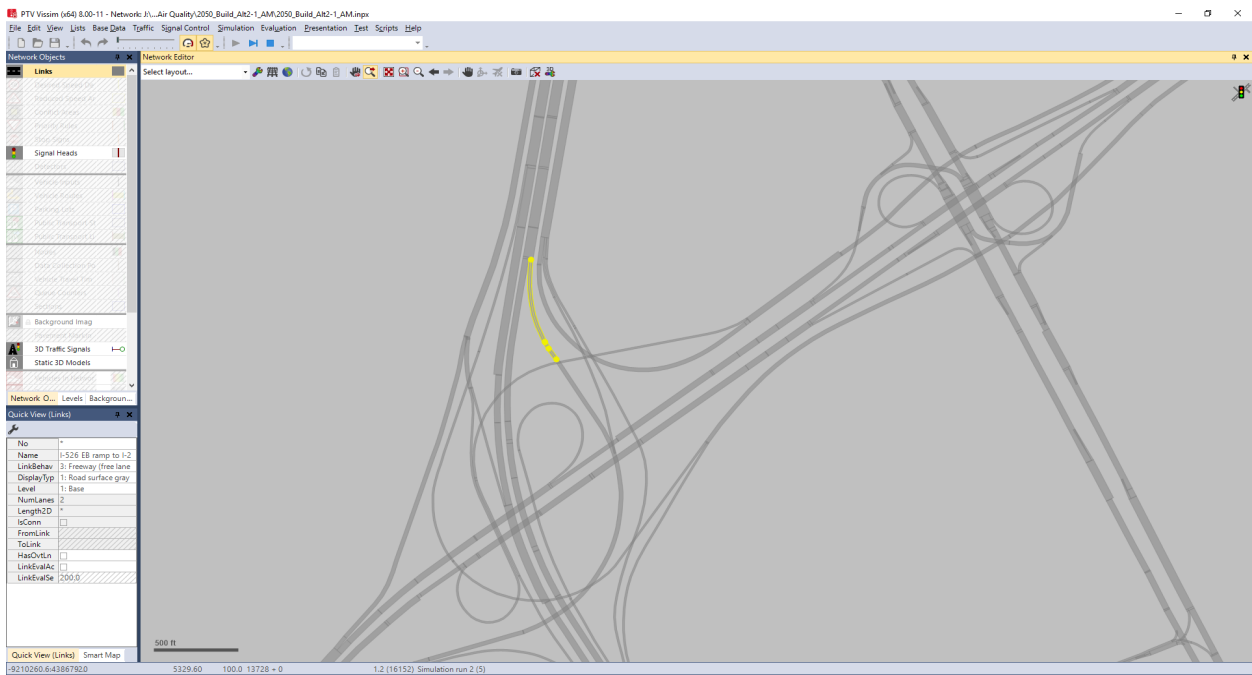 PTV Vissim (x64) 8.00-11 - Network: J:\...Air Quality\2050_Build_Alt2-1_AM\2050_Build_Alt2-1_AM.inpx
File Edit View Lists Base Data Traffic Signal Control Simulation Evaluation Presentation Test Scripts Help
Network Objects
Network Editor
Links
Select layout...
Signal Heads
Background Imag
3D Traffic Signals
Static 3D Models
Network O... Levels Backgroun...
Quick View (Links)
No *
Name I-526 EB ramp to I-2
LinkBehav 3: Freeway (free lane
DisplayTyp 1: Road surface gray
Level 1: Base
NumLanes 2
Length2D *
IsConn
FromLink
ToLink
HasOvtLn
LinkEvalAc
LinkEvalSe 200.0
500 ft
Quick View (Links) Smart Map
-9210260.6:4386792.0 5329.60 100.0 13728 + 0 1.2 (16152) Simulation run 2 (5)